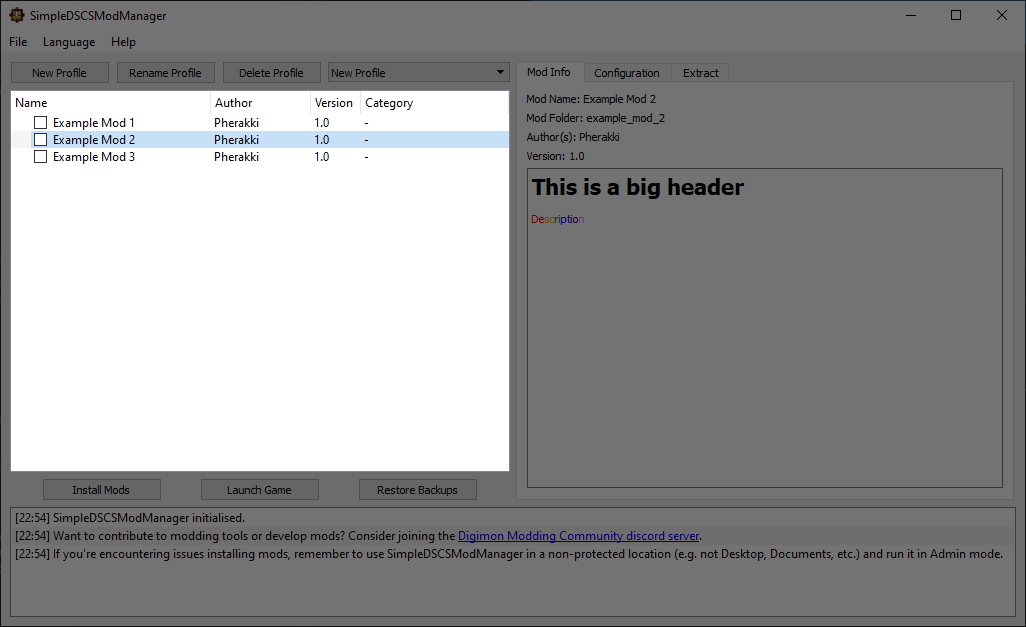 SimpleDSCSModManager
File Language Help
New Profile Rename Profile Delete Profile New Profile
Mod Info Configuration Extract
Name Author Version Category
Example Mod 1 Pherakki 1.0 -
Example Mod 2 Pherakki 1.0 -
Example Mod 3 Pherakki 1.0 -
Mod Name: Example Mod 2
Mod Folder: example_mod_2
Author(s): Pherakki
Version: 1.0
This is a big header
Description
Install Mods Launch Game Restore Backups
[22:54] SimpleDSCSModManager initialised.
[22:54] Want to contribute to modding tools or develop mods? Consider joining the Digimon Modding Community discord server.
[22:54] If you're encountering issues installing mods, remember to use SimpleDSCSModManager in a non-protected location (e.g. not Desktop, Documents, etc.) and run it in Admin mode.